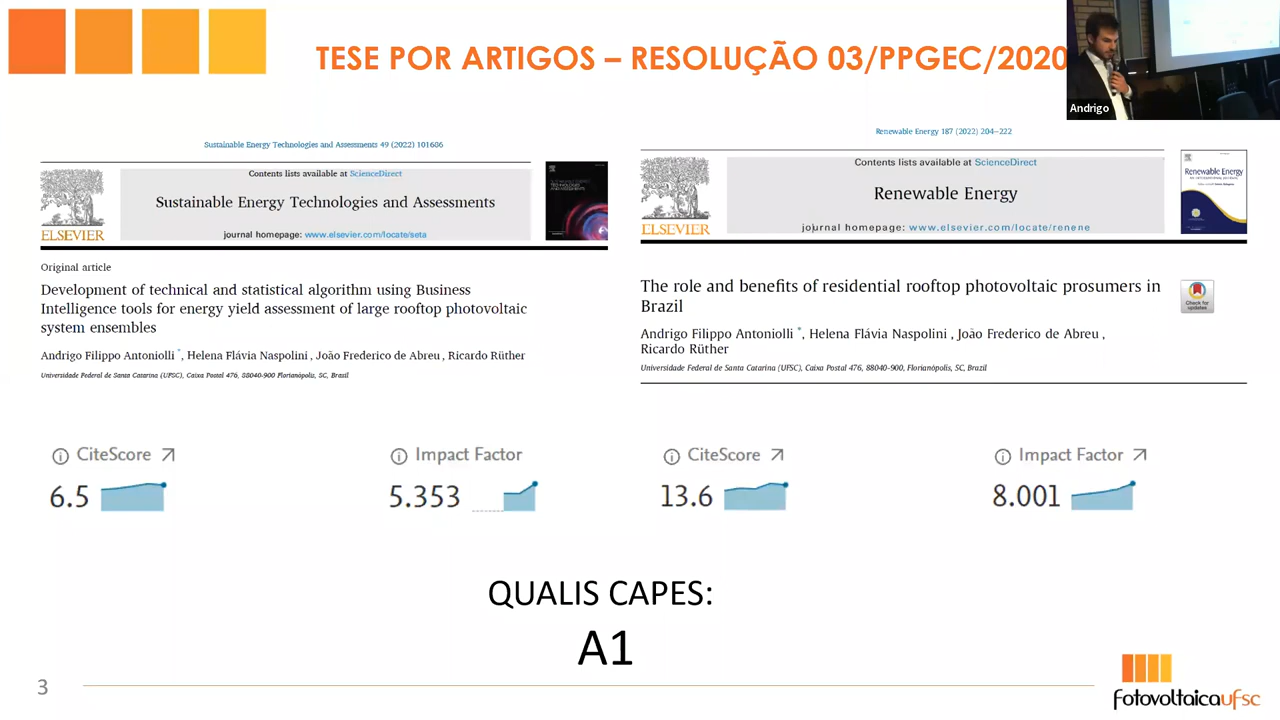 TESE POR ARTIGOS – RESOLUÇÃO 03/PPGEC/2020
Andrigo
Sustainable Energy Technologies and Assessments 49 (2022) 101606
Contents lists available at ScienceDirect
Sustainable Energy Technologies and Assessments
journal homepage: www.elsevier.com/locate/seta
ELSEVIER
Original article
Development of technical and statistical algorithm using Business
Intelligence tools for energy yield assessment of large rooftop photovoltaic
system ensembles
Andrigo Filippo Antoniolli *, Helena Flávia Naspolini, João Frederico de Abreu, Ricardo Rüther
Universidade Federal de Santa Catarina (UFSC), Caixa Postal 476, 88040-900 Florianópolis, SC, Brazil
Renewable Energy 187 (2022) 204–222
Contents lists available at ScienceDirect
Renewable Energy
journal homepage: www.elsevier.com/locate/renene
ELSEVIER
Renewable Energy
The role and benefits of residential rooftop photovoltaic prosumers in
Brazil
Check for
updates
Andrigo Filippo Antoniolli *, Helena Flávia Naspolini, João Frederico de Abreu,
Ricardo Rüther
Universidade Federal de Santa Catarina (UFSC), Caixa Postal 476, 88040-900, Florianópolis, SC, Brazil
CiteScore
6.5
Impact Factor
5.353
CiteScore
13.6
Impact Factor
8.001
QUALIS CAPES:
A1
3
fotovoltaicaufsc